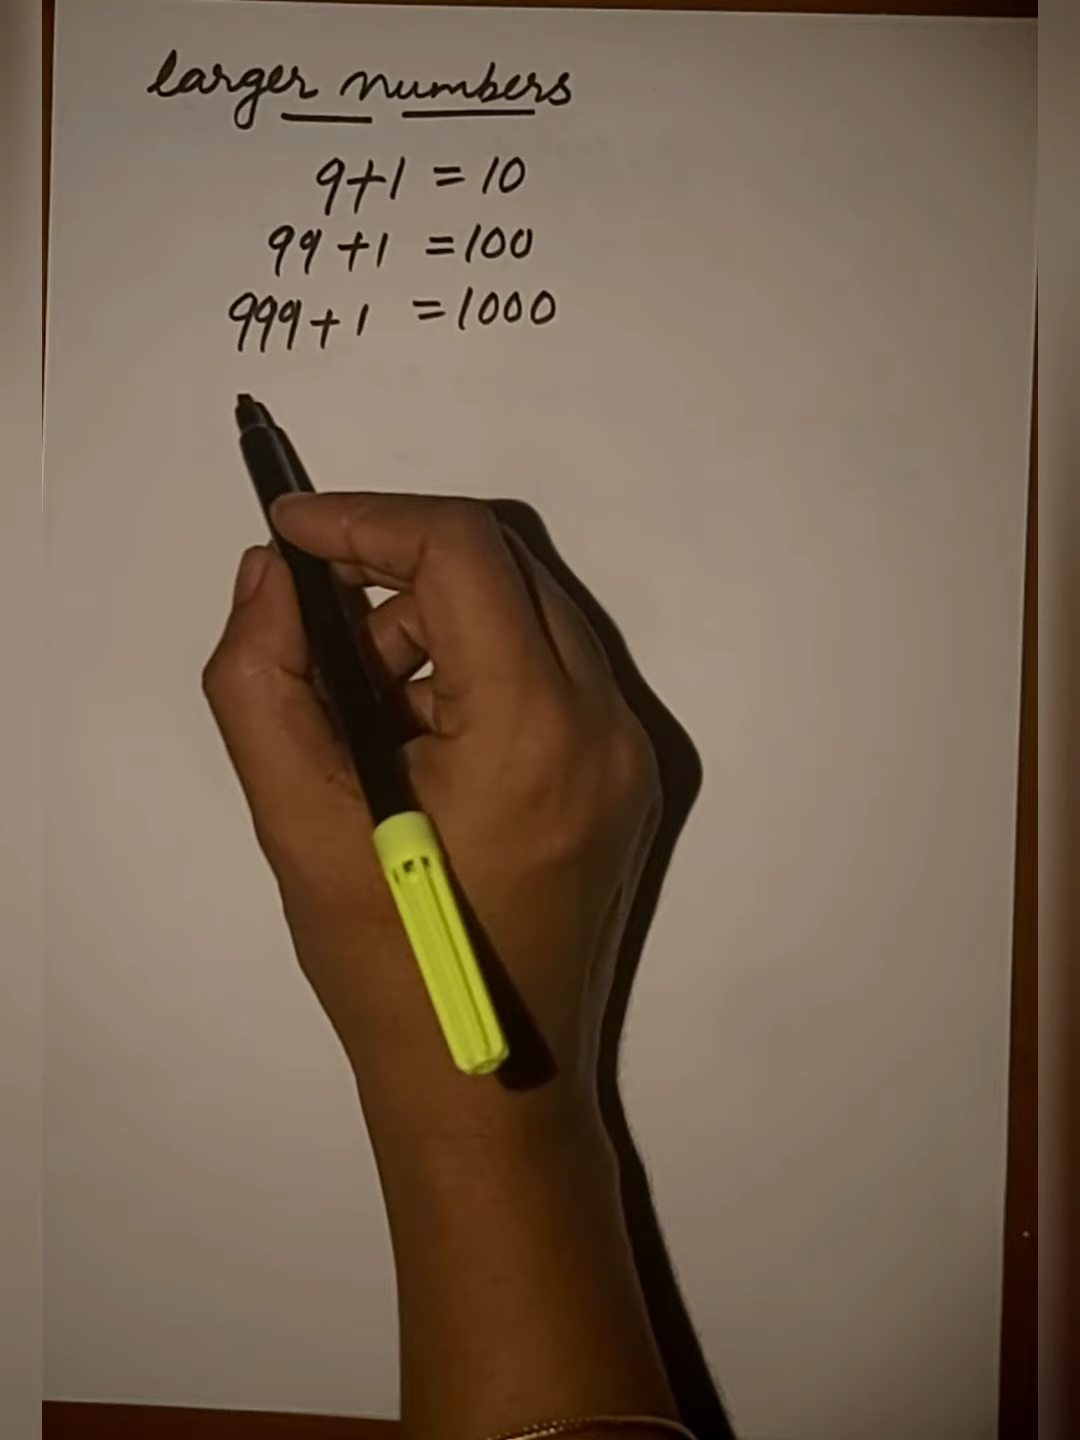 larger numbers
9+1 = 10
99+1 = 100
999+1 = 1000